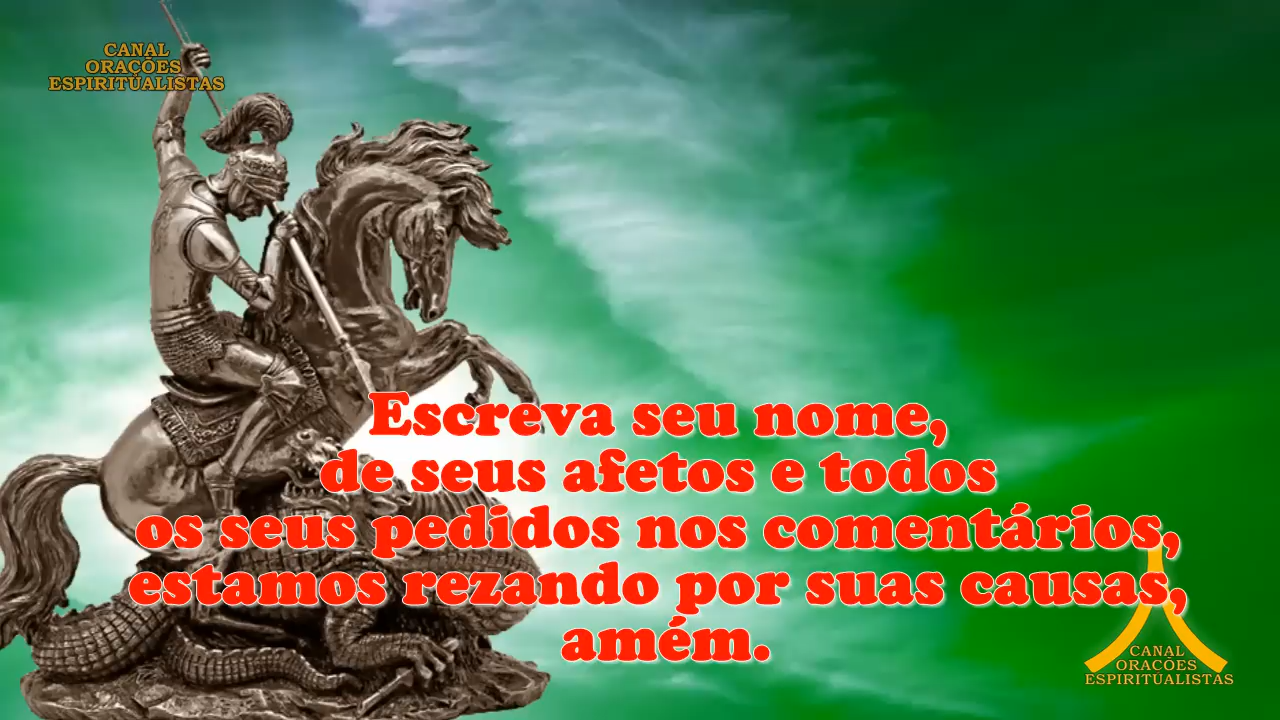 CANAL
ORAÇÕES
ESPIRITUALISTAS
Escreva seu nome,
de seus afetos e todos
os seus pedidos nos comentários,
estamos rezando por suas causas,
amém.
CANAL
ORAÇÕES
ESPIRITUALISTAS